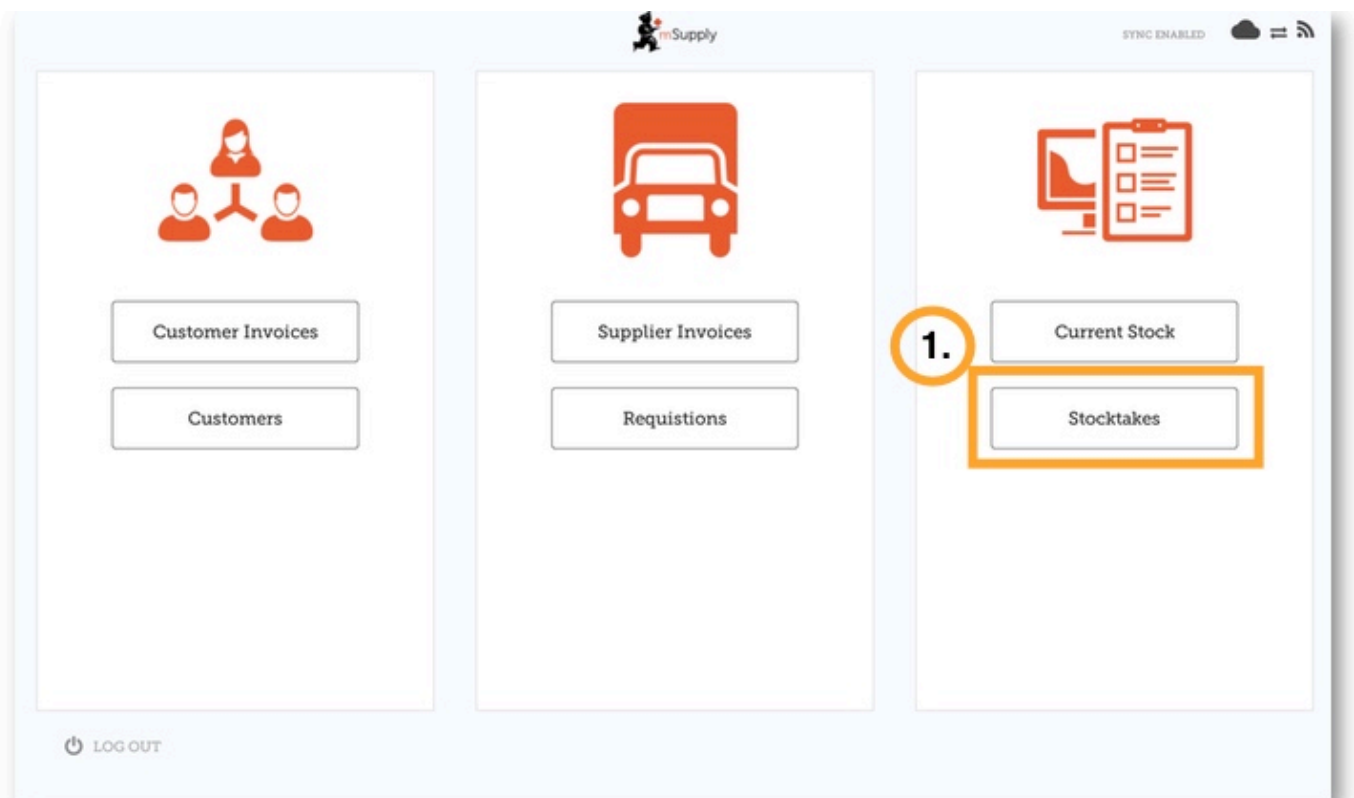 mSupply
SYNC ENABLED
Customer Invoices
Customers
Supplier Invoices
Requistions
1.
Current Stock
Stocktakes
LOG OUT